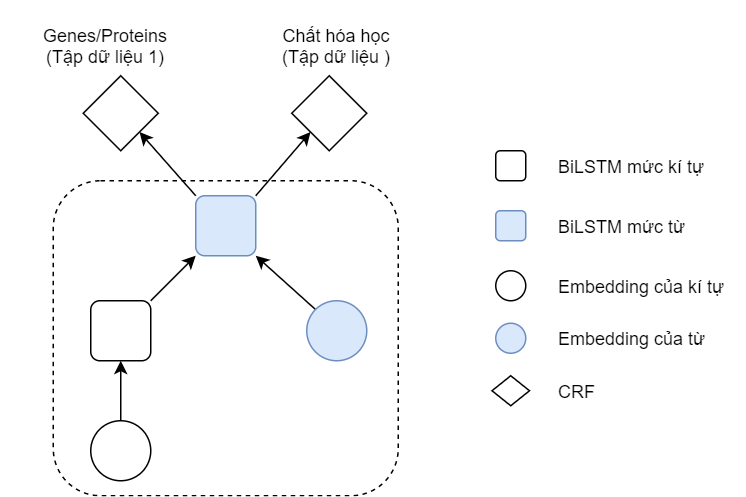 Genes/Proteins
(Tập dữ liệu 1)
Chất hóa học
(Tập dữ liệu )
BiLSTM mức kí tự
BiLSTM mức từ
Embedding của kí tự
Embedding của từ
CRF